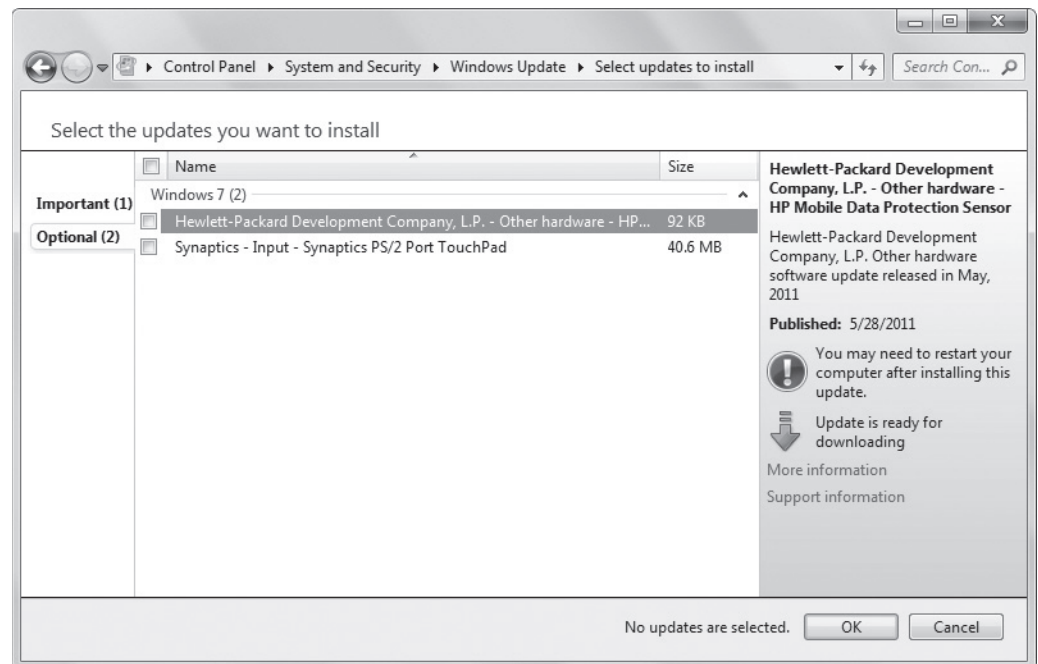 Control Panel ▸ System and Security ▸ Windows Update ▸ Select updates to install
Search Con...
Select the updates you want to install
Name
Size
Important (1)
Optional (2)
Windows 7 (2)
Hewlett-Packard Development Company, L.P. - Other hardware - HP... 92 KB
Synaptics - Input - Synaptics PS/2 Port TouchPad 40.6 MB
Hewlett-Packard Development
Company, L.P. - Other hardware -
HP Mobile Data Protection Sensor
Hewlett-Packard Development
Company, L.P. Other hardware
software update released in May,
2011
Published: 5/28/2011
You may need to restart your
computer after installing this
update.
Update is ready for
downloading
More information
Support information
No updates are selected.
OK
Cancel